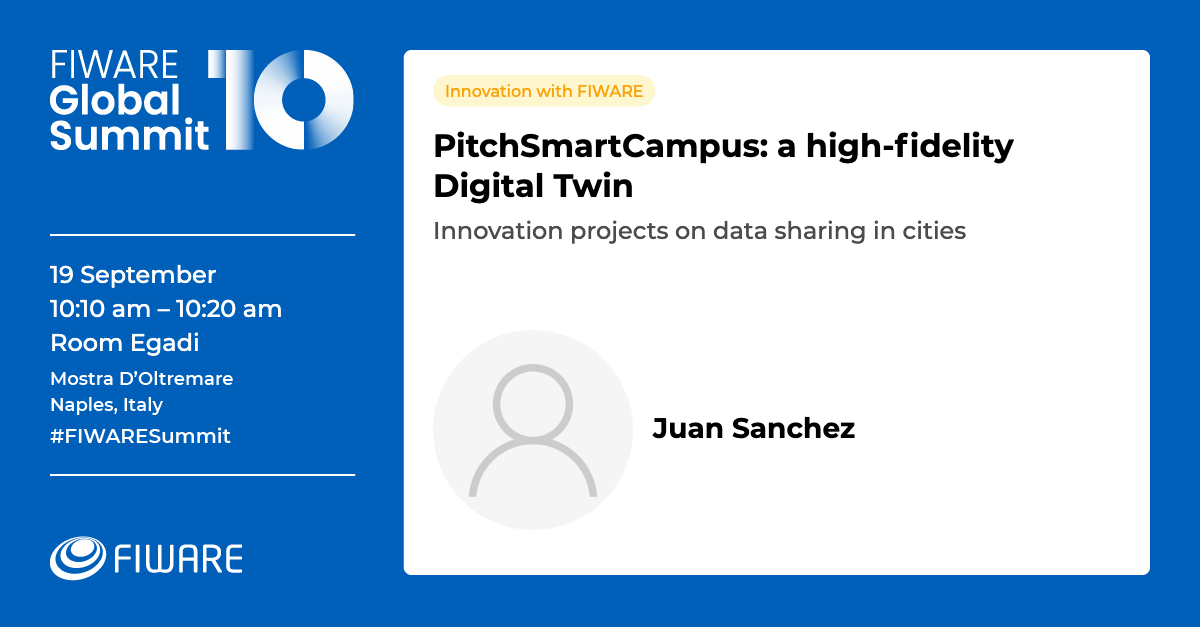 FIWARE
Global
Summit
10
19 September
10:10 am – 10:20 am
Room Egadi
Mostra D’Oltremare
Naples, Italy
#FIWARESummit
FIWARE
Innovation with FIWARE
PitchSmartCampus: a high-fidelity
Digital Twin
Innovation projects on data sharing in cities
Juan Sanchez